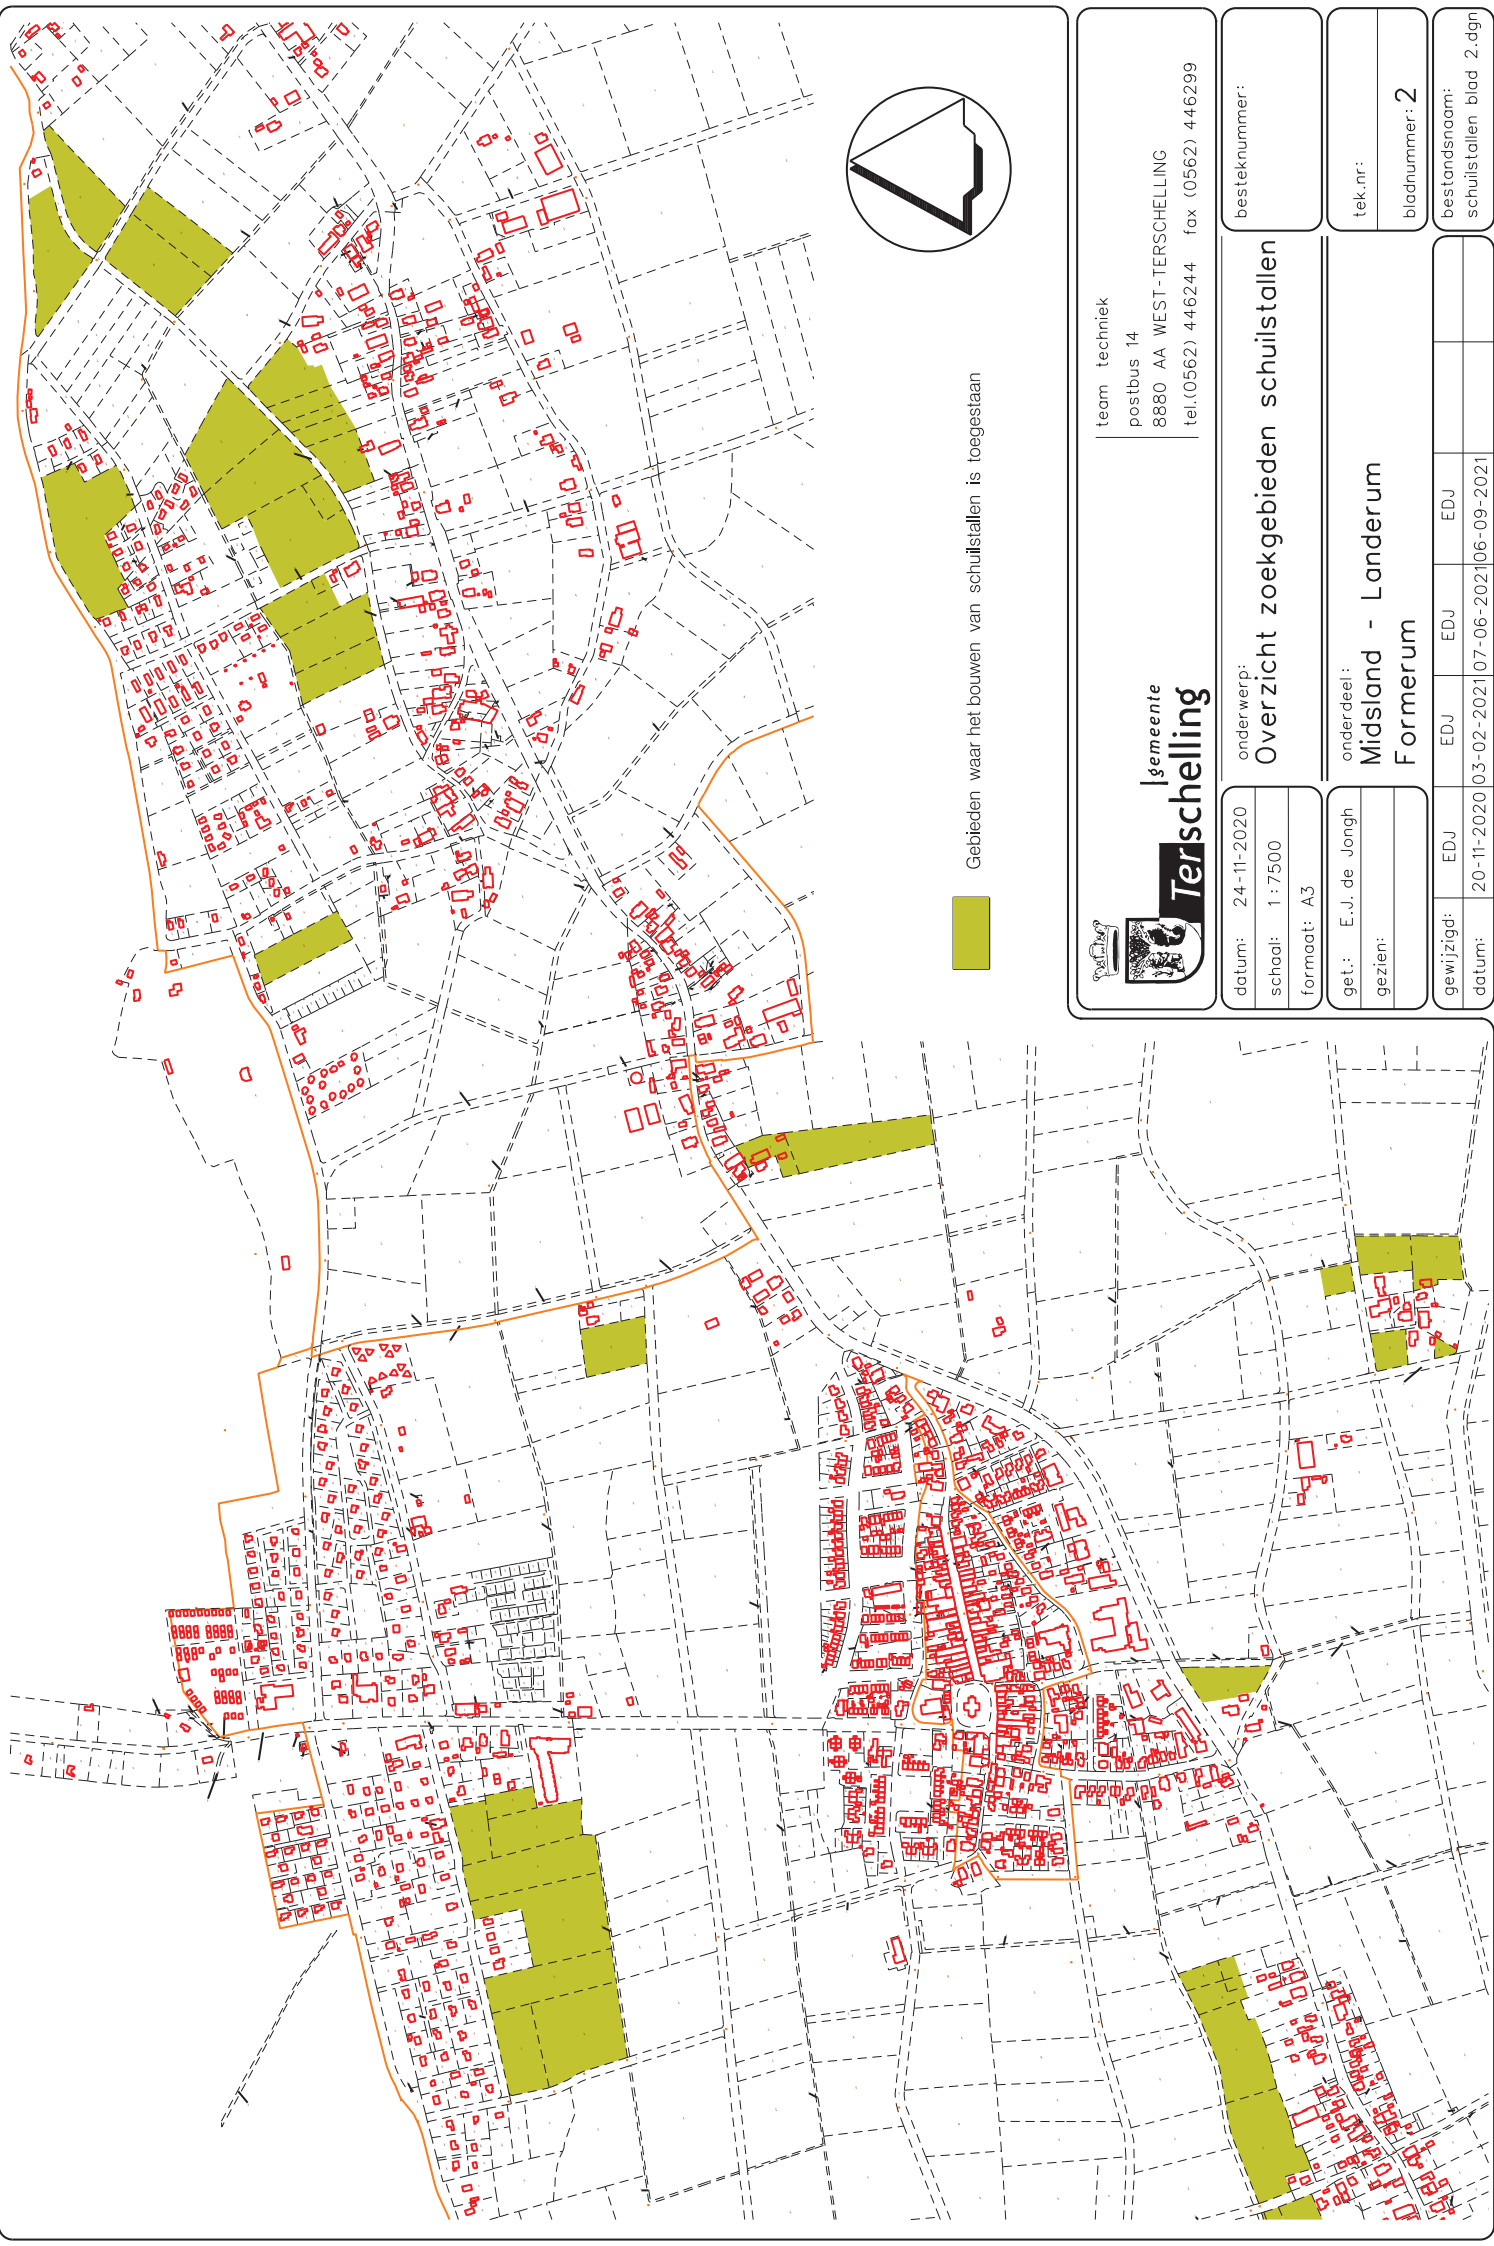 Gebieden waar het bouwen van schuilstallen is toegestaan
gemeente
Terschelling
team techniek
postbus 14
8880 AA WEST-TERSCHELLING
tel.(0562) 446244 fax (0562) 446299
datum: 24-11-2020
schaal: 1:7500
formaat: A3
onderwerp:
Overzicht zoekgebieden schuilstallen
besteknummer:
get.: E.J. de Jongh
gezien:
onderdeel:
Midsland - Landerum
Formerum
tek.nr:
bladnummer: 2
gewijzigd: EDJ EDJ EDJ EDJ
datum: 20-11-2020 03-02-2021 07-06-2021 06-09-2021
bestandsnaam:
schuilstallen blad 2.dgn